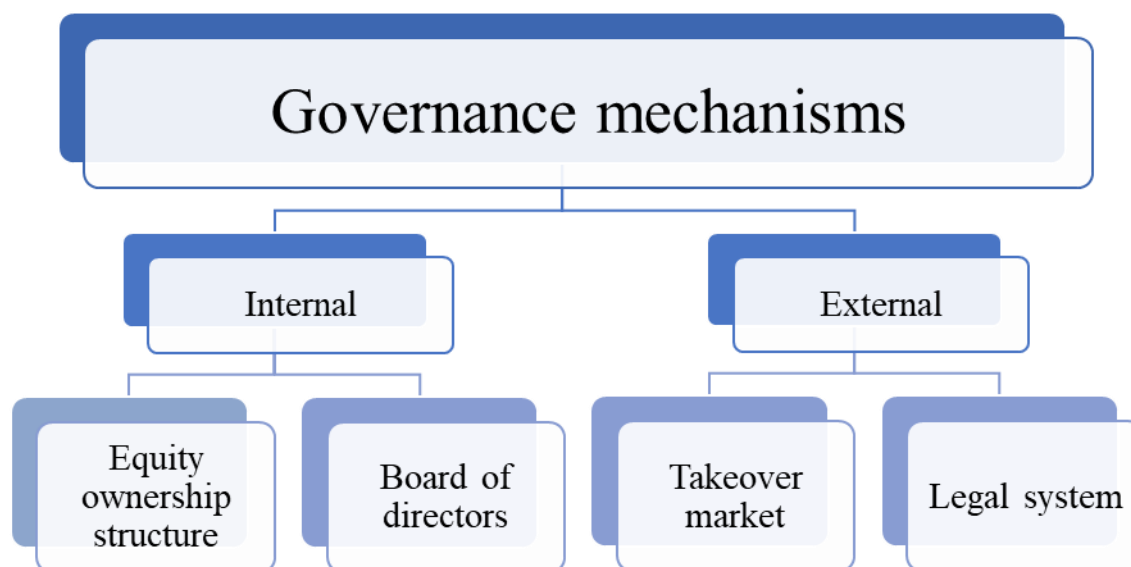 Governance mechanisms
Internal
External
Equity
ownership
structure
Board of
directors
Takeover
market
Legal system